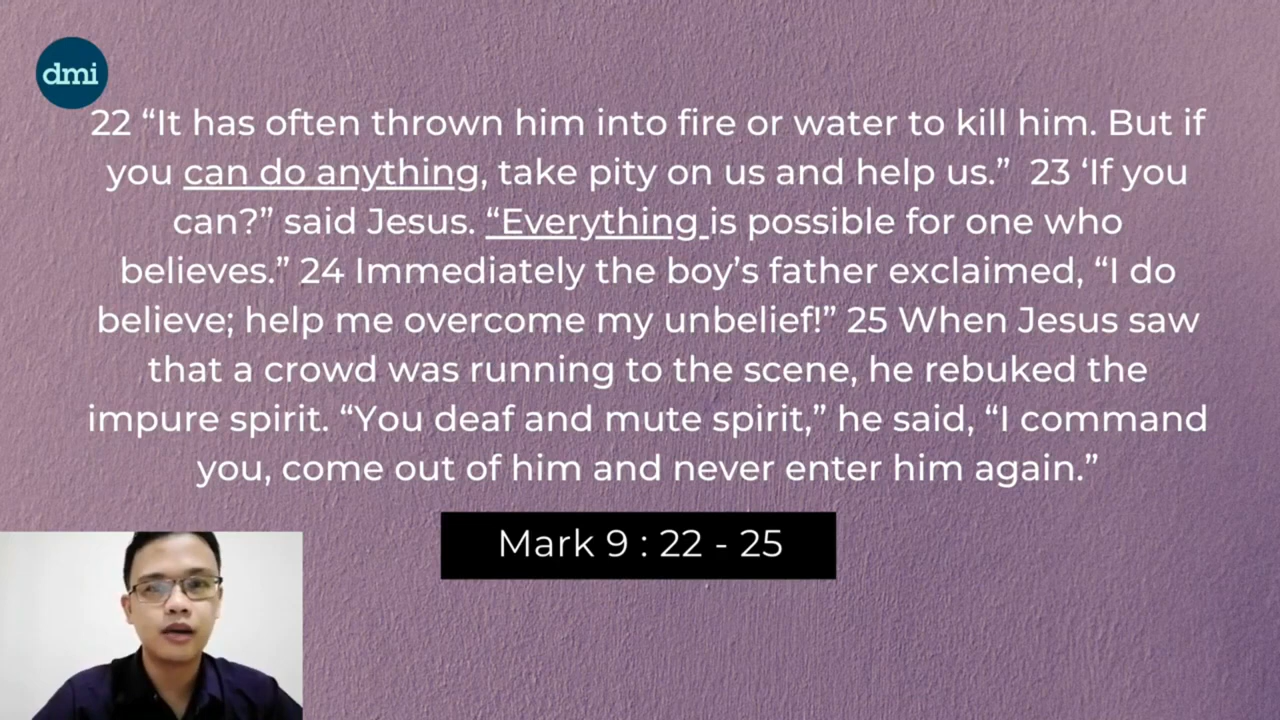 dmi
22 “It has often thrown him into fire or water to kill him. But if
you can do anything, take pity on us and help us.”  23 ‘If you
can?” said Jesus. “Everything is possible for one who
believes.” 24 Immediately the boy’s father exclaimed, “I do
believe; help me overcome my unbelief!” 25 When Jesus saw
that a crowd was running to the scene, he rebuked the
impure spirit. “You deaf and mute spirit,” he said, “I command
you, come out of him and never enter him again.”
Mark 9 : 22 - 25